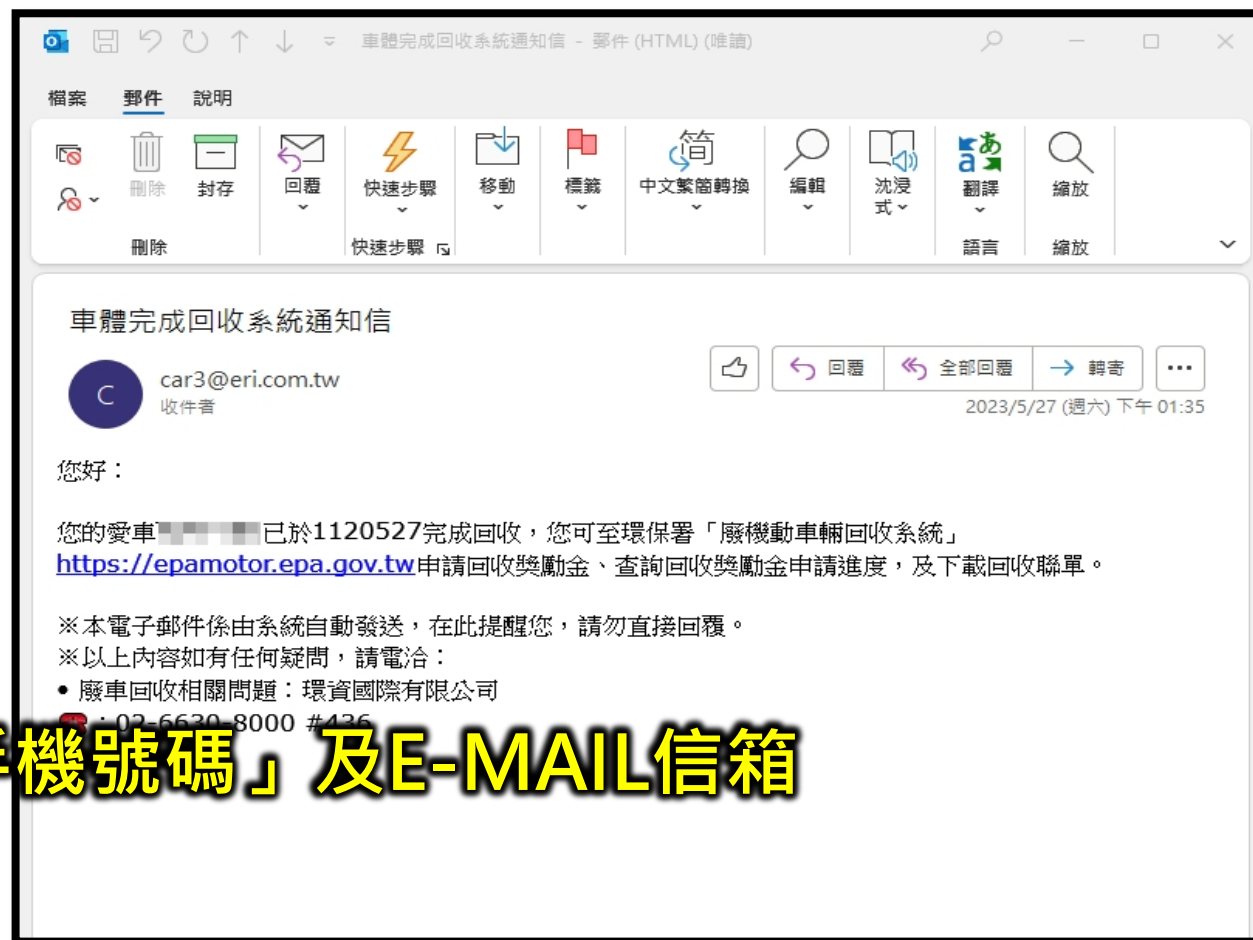 車體完成回收系統通知信 - 郵件 (HTML) (唯讀)
檔案 郵件 說明
刪除 封存 回覆 快速步驟 移動 標籤 中文繁簡轉換 編輯 沈浸式 翻譯 縮放
刪除 快速步驟 語言 縮放
車體完成回收系統通知信
C
car3@eri.com.tw
收件者
回覆 全部回覆 轉寄
2023/5/27 (週六) 下午 01:35
您好：
您的愛車 已於1120527完成回收，您可至環保署「廢機動車輛回收系統」
https://epamotor.epa.gov.tw申請回收獎勵金、查詢回收獎勵金申請進度，及下載回收聯單。
※本電子郵件係由系統自動發送，在此提醒您，請勿直接回覆。
※以上內容如有任何疑問，請電洽：
• 廢車回收相關問題：環資國際有限公司
：02-6630-8000 #436
機號碼」及E-MAIL信箱